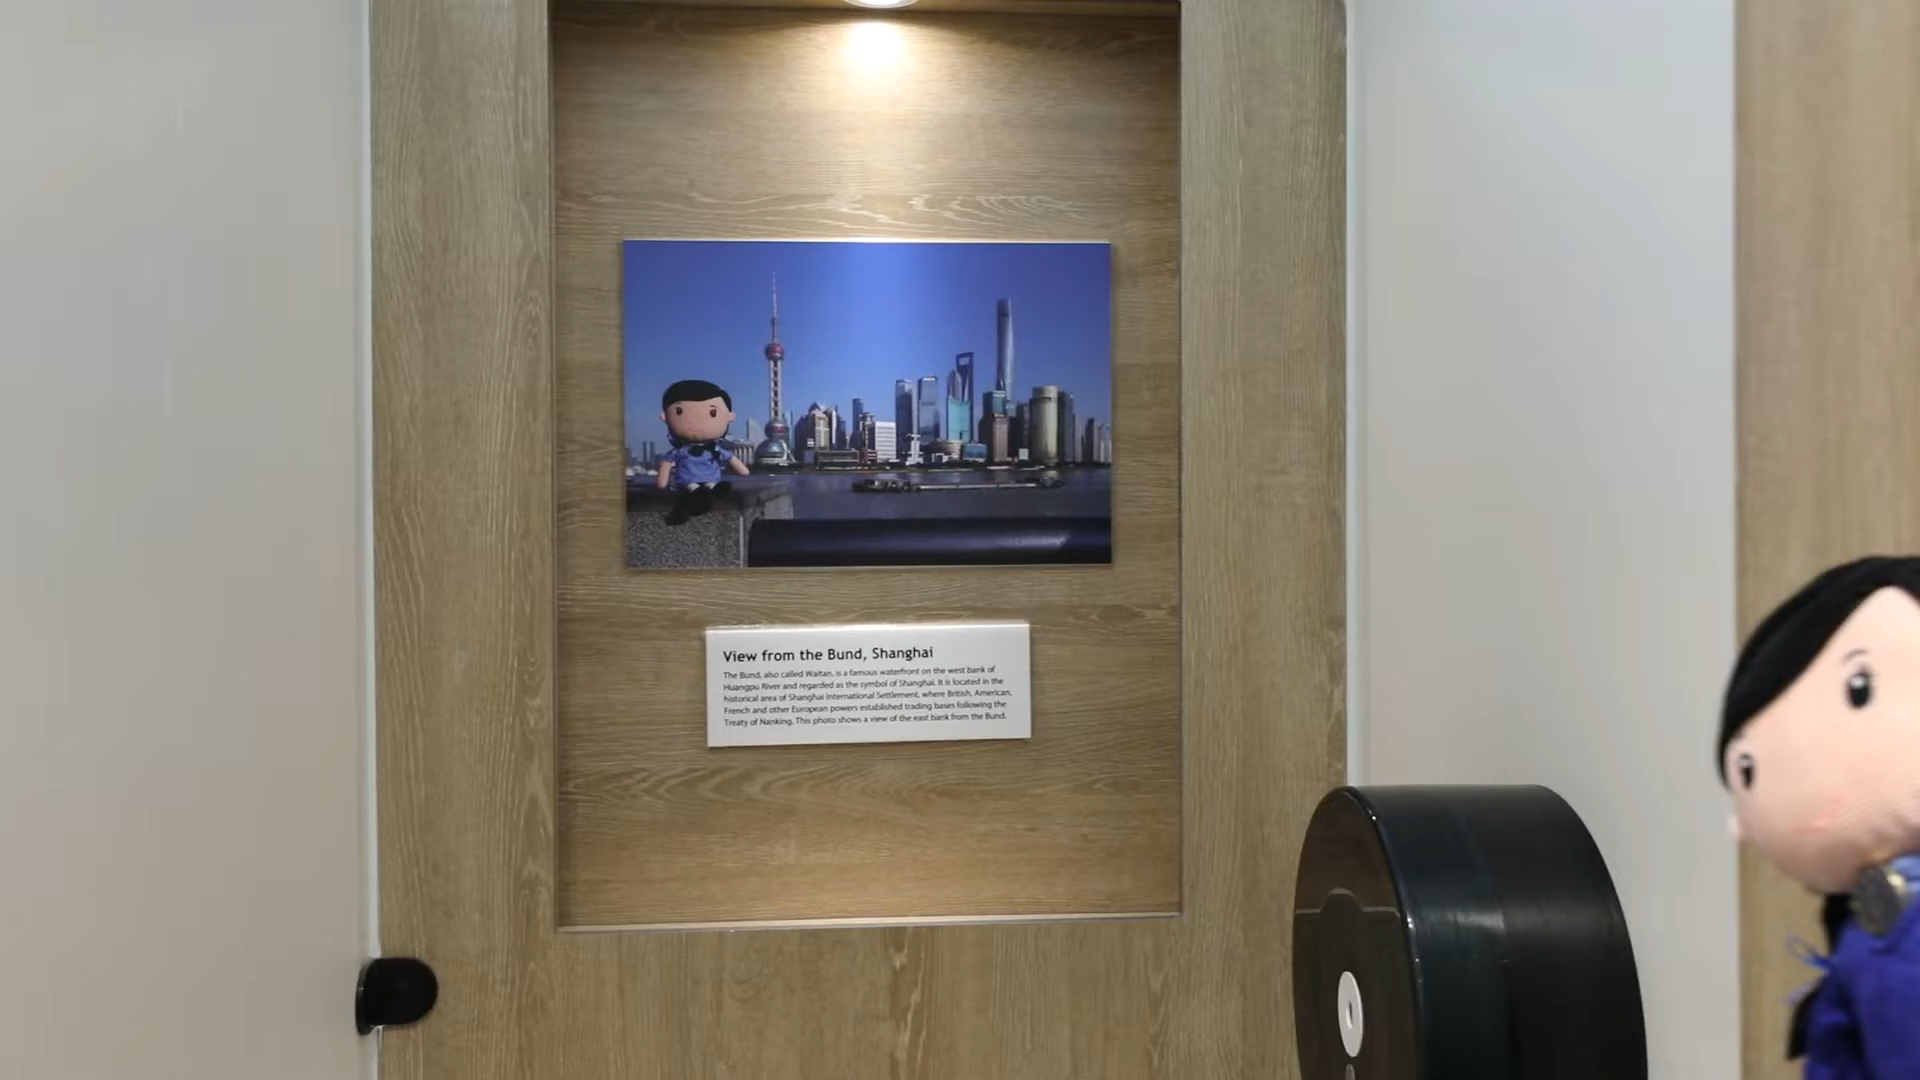 View from the Bund, Shanghai
The Bund, also called Waitan, is a famous waterfront on the west bank of
Huangpu River and regarded as the symbol of Shanghai. It is located in the
historical area of Shanghai International Settlement, where British, American,
French and other European powers established trading bases following the
Treaty of Nanking. This photo shows a view of the east bank from the Bund.